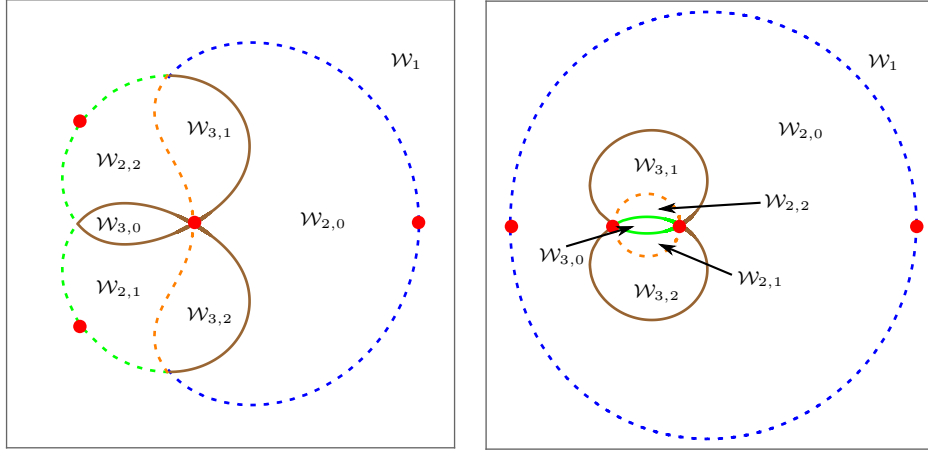 𝒲₁
𝒲₃,₁
𝒲₂,₂
𝒲₃,₀
𝒲₂,₀
𝒲₂,₁
𝒲₃,₂
𝒲₁
𝒲₂,₀
𝒲₃,₁
𝒲₂,₂
𝒲₃,₀
𝒲₂,₁
𝒲₃,₂